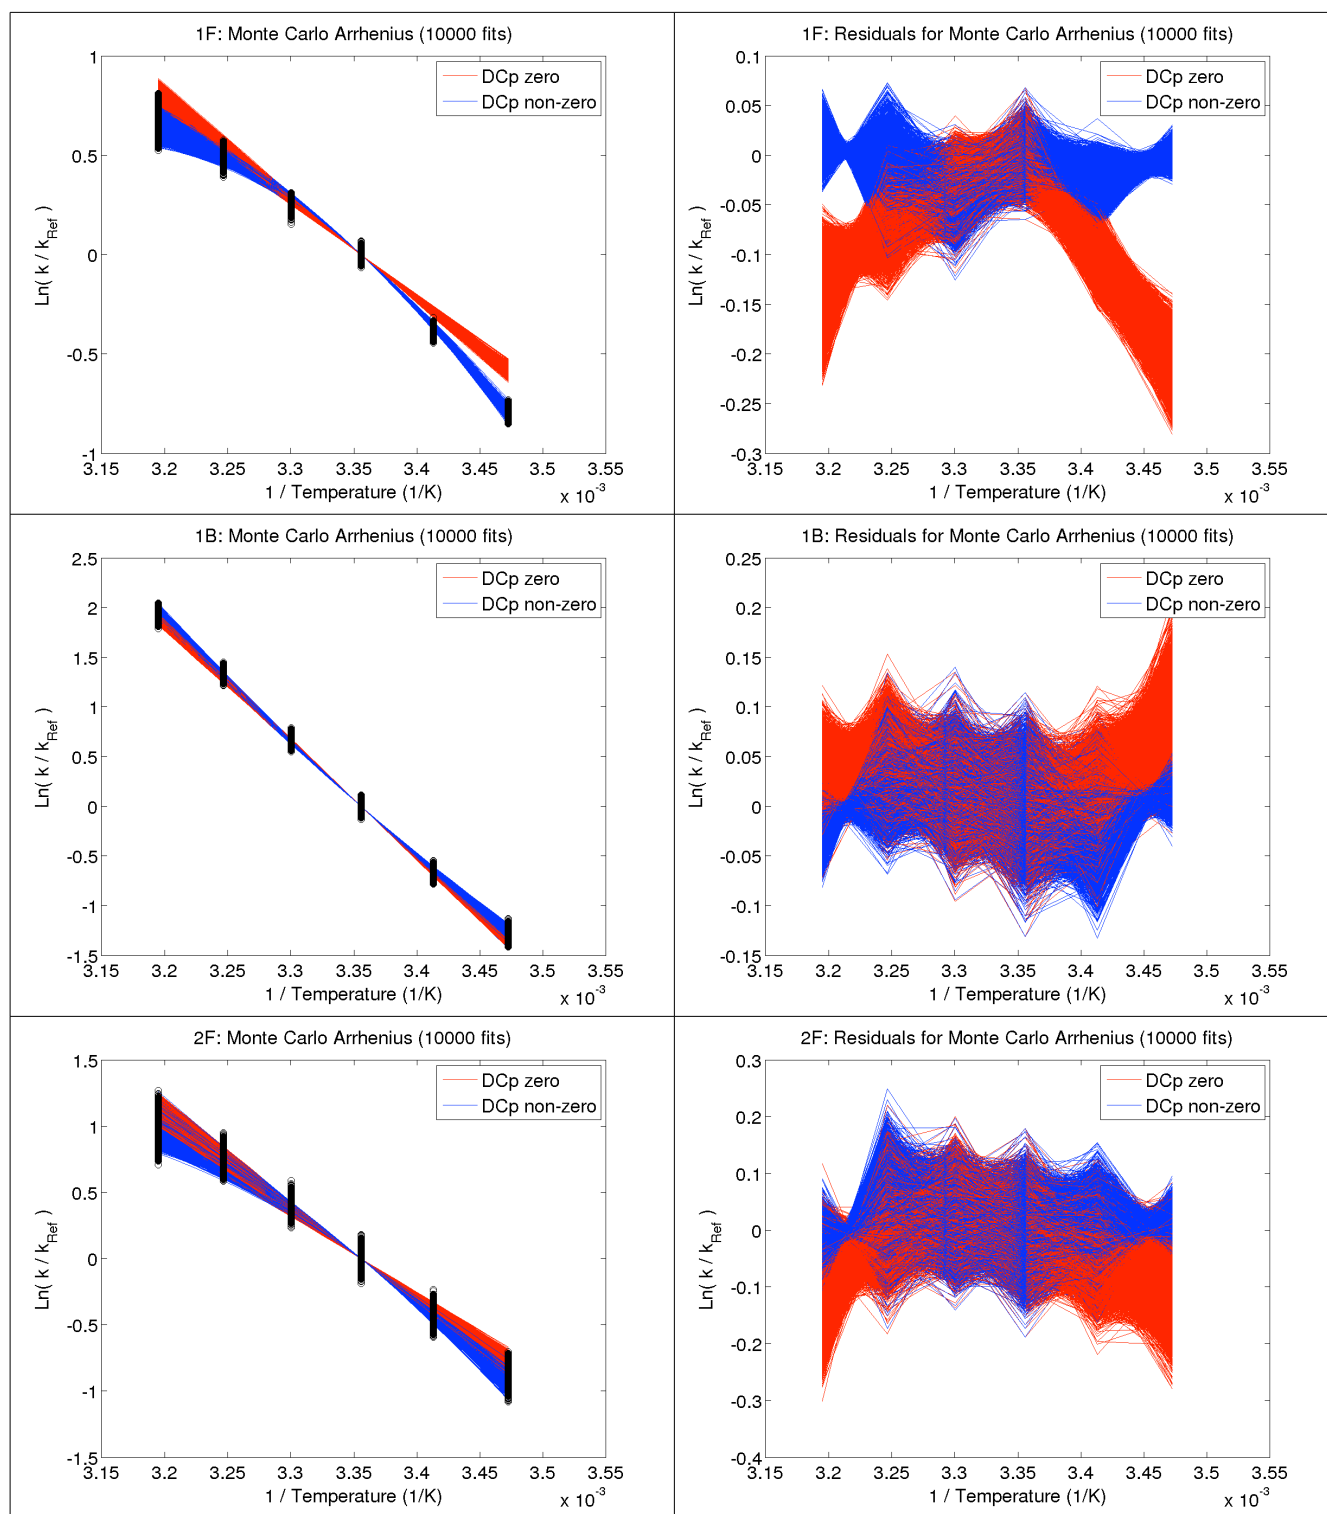 1F: Monte Carlo Arrhenius (10000 fits)
DCp zero
DCp non-zero
1
0.5
0
-0.5
-1
Ln( k / kRef )
3.15 3.2 3.25 3.3 3.35 3.4 3.45 3.5 3.55
1 / Temperature (1/K)
x 10-3
1F: Residuals for Monte Carlo Arrhenius (10000 fits)
DCp zero
DCp non-zero
0.1
0.05
0
-0.05
-0.1
-0.15
-0.2
-0.25
-0.3
Ln( k / kRef )
3.15 3.2 3.25 3.3 3.35 3.4 3.45 3.5 3.55
1 / Temperature (1/K)
x 10-3
1B: Monte Carlo Arrhenius (10000 fits)
DCp zero
DCp non-zero
2.5
2
1.5
1
0.5
0
-0.5
-1
-1.5
Ln( k / kRef )
3.15 3.2 3.25 3.3 3.35 3.4 3.45 3.5 3.55
1 / Temperature (1/K)
x 10-3
1B: Residuals for Monte Carlo Arrhenius (10000 fits)
DCp zero
DCp non-zero
0.25
0.2
0.15
0.1
0.05
0
-0.05
-0.1
-0.15
Ln( k / kRef )
3.15 3.2 3.25 3.3 3.35 3.4 3.45 3.5 3.55
1 / Temperature (1/K)
x 10-3
2F: Monte Carlo Arrhenius (10000 fits)
DCp zero
DCp non-zero
1.5
1
0.5
0
-0.5
-1
-1.5
Ln( k / kRef )
3.15 3.2 3.25 3.3 3.35 3.4 3.45 3.5 3.55
1 / Temperature (1/K)
x 10-3
2F: Residuals for Monte Carlo Arrhenius (10000 fits)
DCp zero
DCp non-zero
0.3
0.2
0.1
0
-0.1
-0.2
-0.3
-0.4
Ln( k / kRef )
3.15 3.2 3.25 3.3 3.35 3.4 3.45 3.5 3.55
1 / Temperature (1/K)
x 10-3